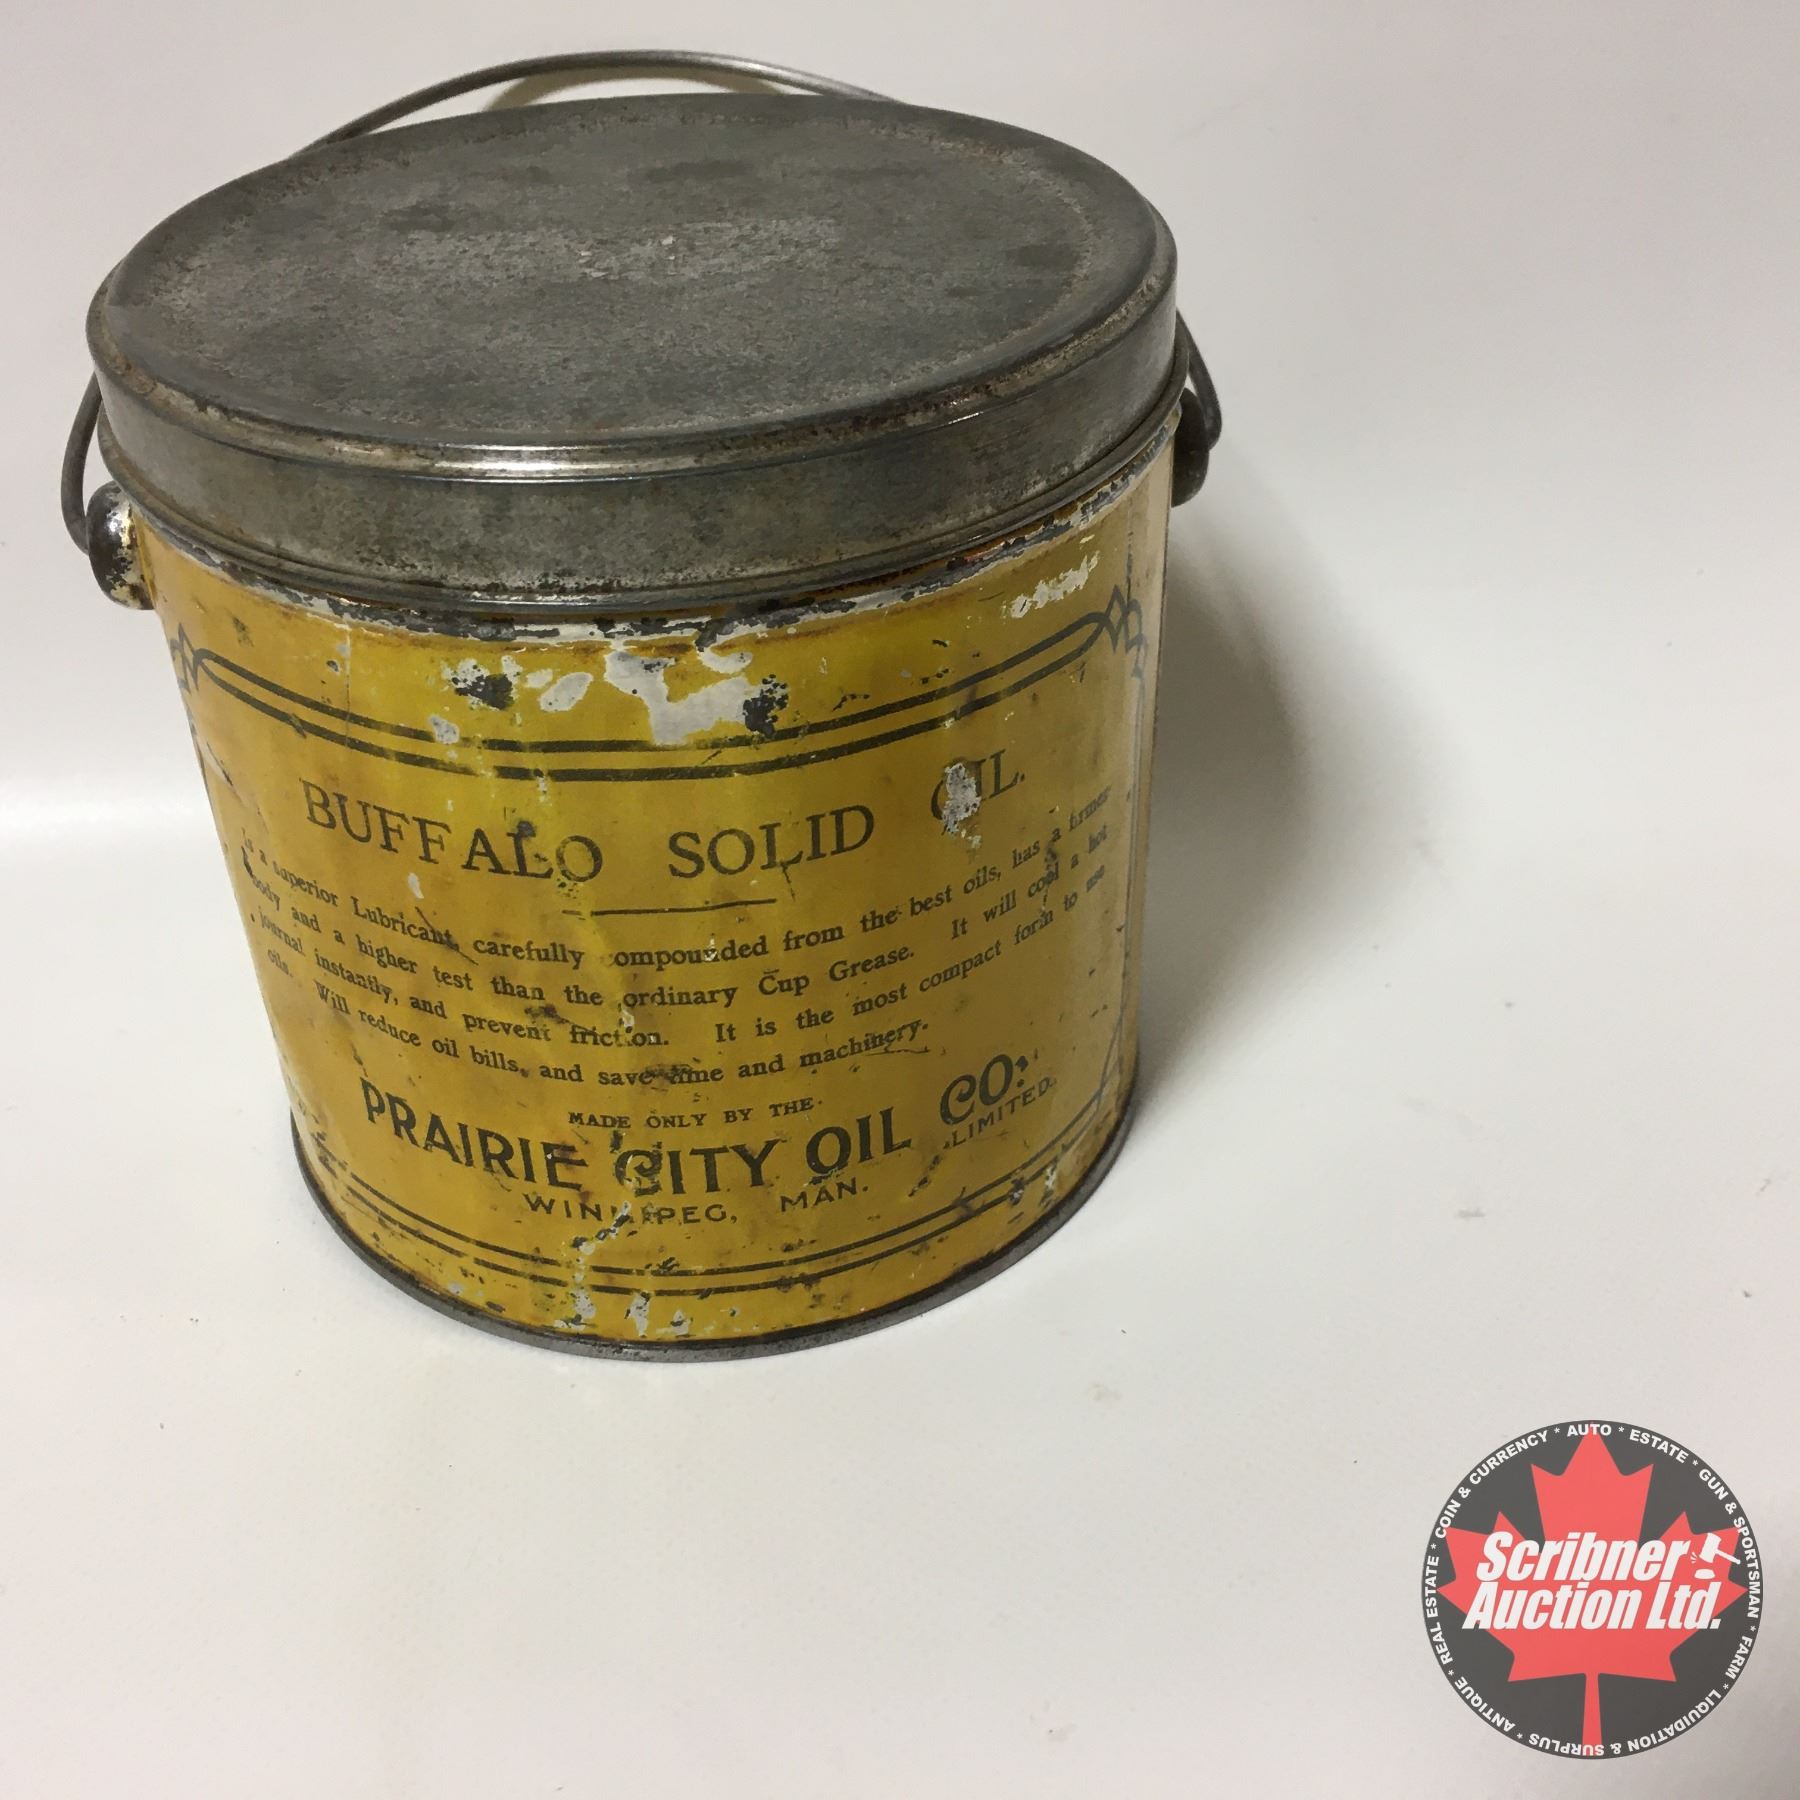 BUFFALO SOLID OIL.
is a superior Lubricant, carefully compounded from the best oils, has a firmer
body and a higher test than the ordinary Cup Grease. It will cool a hot
journal instantly, and prevent friction. It is the most compact form to use
oils. Will reduce oil bills, and save time and machinery.
MADE ONLY BY THE
PRAIRIE CITY OIL CO.
LIMITED.
WINNIPEG, MAN.
Scribner
Auction Ltd.
ANTIQUE * REAL ESTATE * COIN & CURRENCY * AUTO * ESTATE * GUN & SPORTSMAN * FARM * LIQUIDATION & SURPLUS *